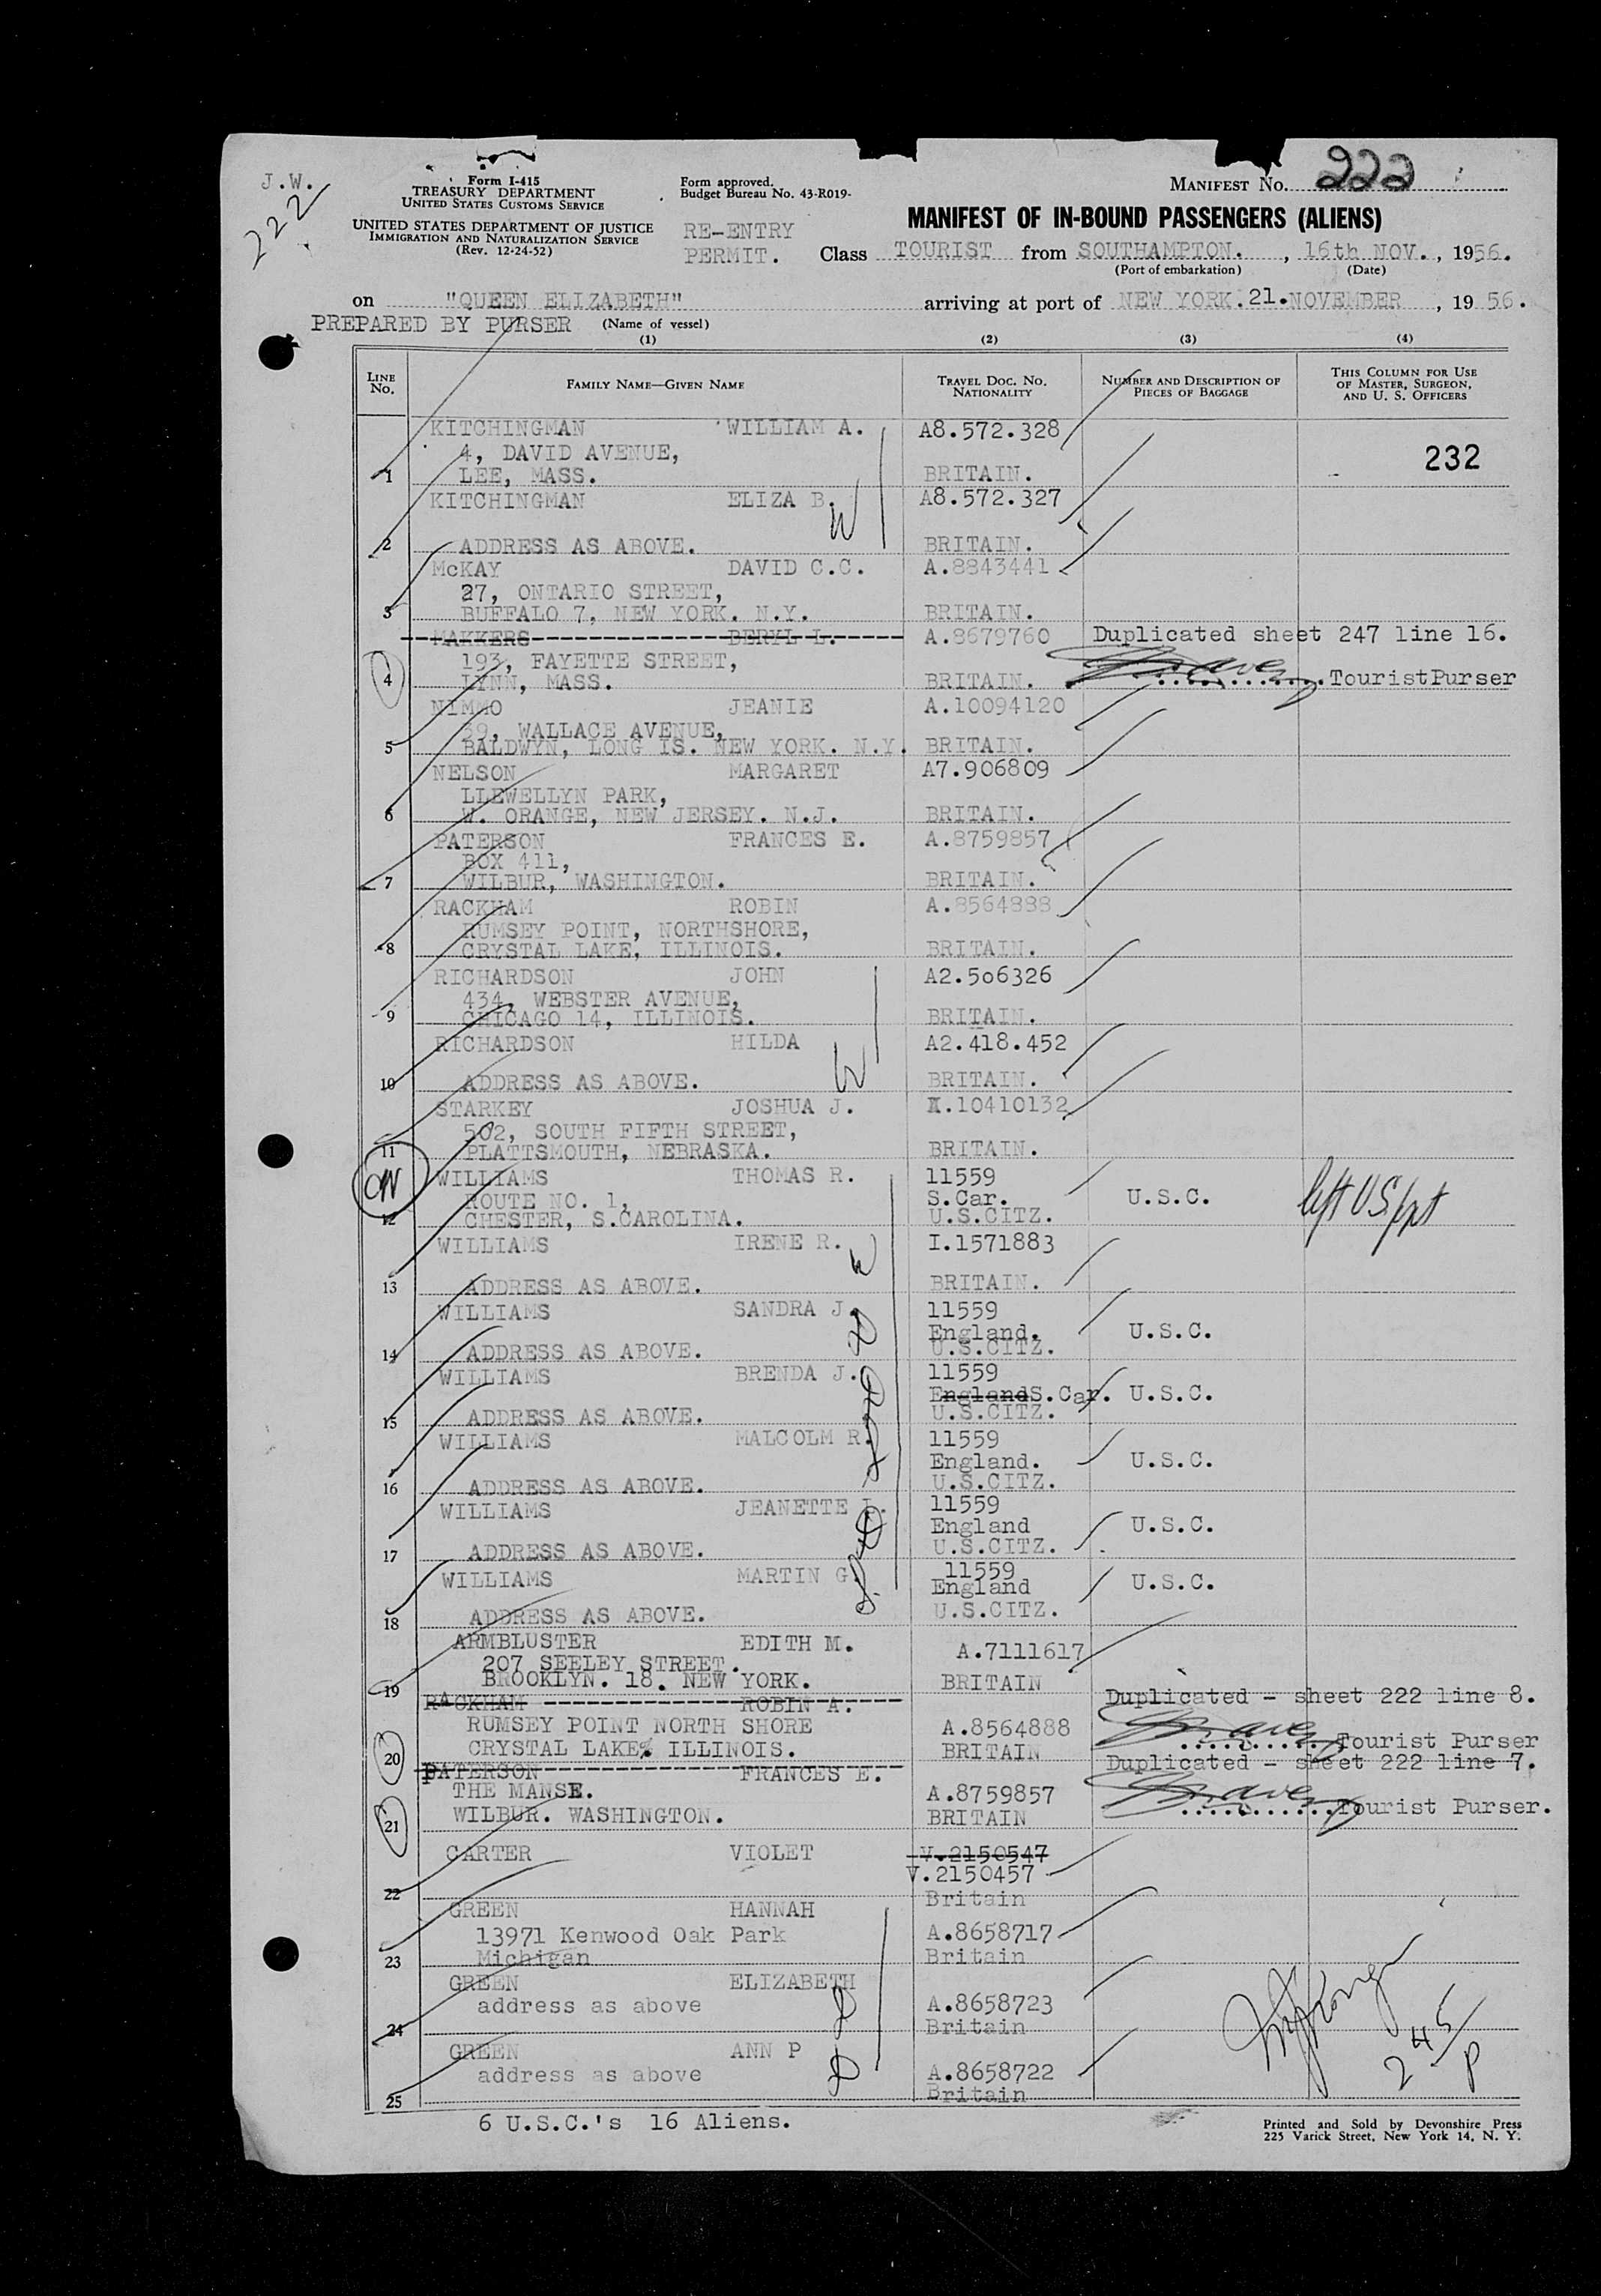 J.W.
222
Form I-415
TREASURY DEPARTMENT
UNITED STATES CUSTOMS SERVICE
UNITED STATES DEPARTMENT OF JUSTICE
IMMIGRATION AND NATURALIZATION SERVICE
(Rev. 12-24-52)
Form approved.
Budget Bureau No. 43-R019-
MANIFEST No. 222
MANIFEST OF IN-BOUND PASSENGERS (ALIENS)
RE-ENTRY
PERMIT.
Class TOURIST from SOUTHAMPTON. , 16th NOV. , 1956.
(Port of embarkation) (Date)
on "QUEEN ELIZABETH" arriving at port of NEW YORK. 21. NOVEMBER , 1956.
PREPARED BY PURSER (Name of vessel)
(1) (2) (3) (4)
LINE No. FAMILY NAME—GIVEN NAME TRAVEL DOC. NO. NATIONALITY NUMBER AND DESCRIPTION OF PIECES OF BAGGAGE THIS COLUMN FOR USE OF MASTER, SURGEON, AND U. S. OFFICERS
KITCHINGMAN WILLIAM A. A8.572.328
4, DAVID AVENUE, 232
1 LEE, MASS. BRITAIN.
KITCHINGMAN ELIZA B. A8.572.327
W
2 ADDRESS AS ABOVE. BRITAIN.
McKAY DAVID C.C. A.8843441
27, ONTARIO STREET,
3 BUFFALO 7, NEW YORK. N.Y. BRITAIN.
MAKKERS BERYL L. A.8679760 Duplicated sheet 247 line 16.
193, FAYETTE STREET,
4 LYNN, MASS. BRITAIN. ............TouristPurser
NIMMO JEANIE A.10094120
39, WALLACE AVENUE,
5 BALDWYN, LONG IS. NEW YORK. N.Y. BRITAIN.
NELSON MARGARET A7.906809
LLEWELLYN PARK,
6 W. ORANGE, NEW JERSEY. N.J. BRITAIN.
PATERSON FRANCES E. A.8759857
BOX 411,
7 WILBUR, WASHINGTON. BRITAIN.
RACKHAM ROBIN A.8564888
RUMSEY POINT, NORTHSHORE,
8 CRYSTAL LAKE, ILLINOIS. BRITAIN.
RICHARDSON JOHN A2.506326
434, WEBSTER AVENUE,
9 CHICAGO 14, ILLINOIS. BRITAIN.
RICHARDSON HILDA A2.418.452
W
10 ADDRESS AS ABOVE. BRITAIN.
STARKEY JOSHUA J. A.10410132
502, SOUTH FIFTH STREET,
11 PLATTSMOUTH, NEBRASKA. BRITAIN.
WILLIAMS THOMAS R. 11559
ROUTE NO. 1, S.Car. U.S.C.
12 CHESTER, S.CAROLINA. U.S.CITZ.
WILLIAMS IRENE R. I.1571883
13 ADDRESS AS ABOVE. BRITAIN.
WILLIAMS SANDRA J. 11559
England. U.S.C.
14 ADDRESS AS ABOVE. U.S.CITZ.
WILLIAMS BRENDA J. 11559
EnglandS.Car. U.S.C.
15 ADDRESS AS ABOVE. U.S.CITZ.
WILLIAMS MALCOLM R. 11559
England. U.S.C.
16 ADDRESS AS ABOVE. U.S.CITZ.
WILLIAMS JEANETTE 11559
England U.S.C.
17 ADDRESS AS ABOVE. U.S.CITZ.
WILLIAMS MARTIN G. 11559
England U.S.C.
18 ADDRESS AS ABOVE. U.S.CITZ.
ARMBLUSTER EDITH M. A.7111617
207 SEELEY STREET.
19 BROOKLYN. 18. NEW YORK. BRITAIN
RACKHAM ROBIN A. Duplicated - sheet 222 line 8.
RUMSEY POINT NORTH SHORE A.8564888
20 CRYSTAL LAKE. ILLINOIS. BRITAIN ..........Tourist Purser
PATERSON FRANCES E. Duplicated - sheet 222 line 7.
THE MANSE. A.8759857
21 WILBUR. WASHINGTON. BRITAIN ...........Tourist Purser.
CARTER VIOLET V.2150547
V.2150457
22 Britain
GREEN HANNAH
13971 Kenwood Oak Park A.8658717
23 Michigan Britain
GREEN ELIZABETH
address as above A.8658723
24 Britain
GREEN ANN P
address as above A.8658722
25 Britain
245
P
6 U.S.C.'s 16 Aliens.
Printed and Sold by Devonshire Press
225 Varick Street, New York 14, N. Y.